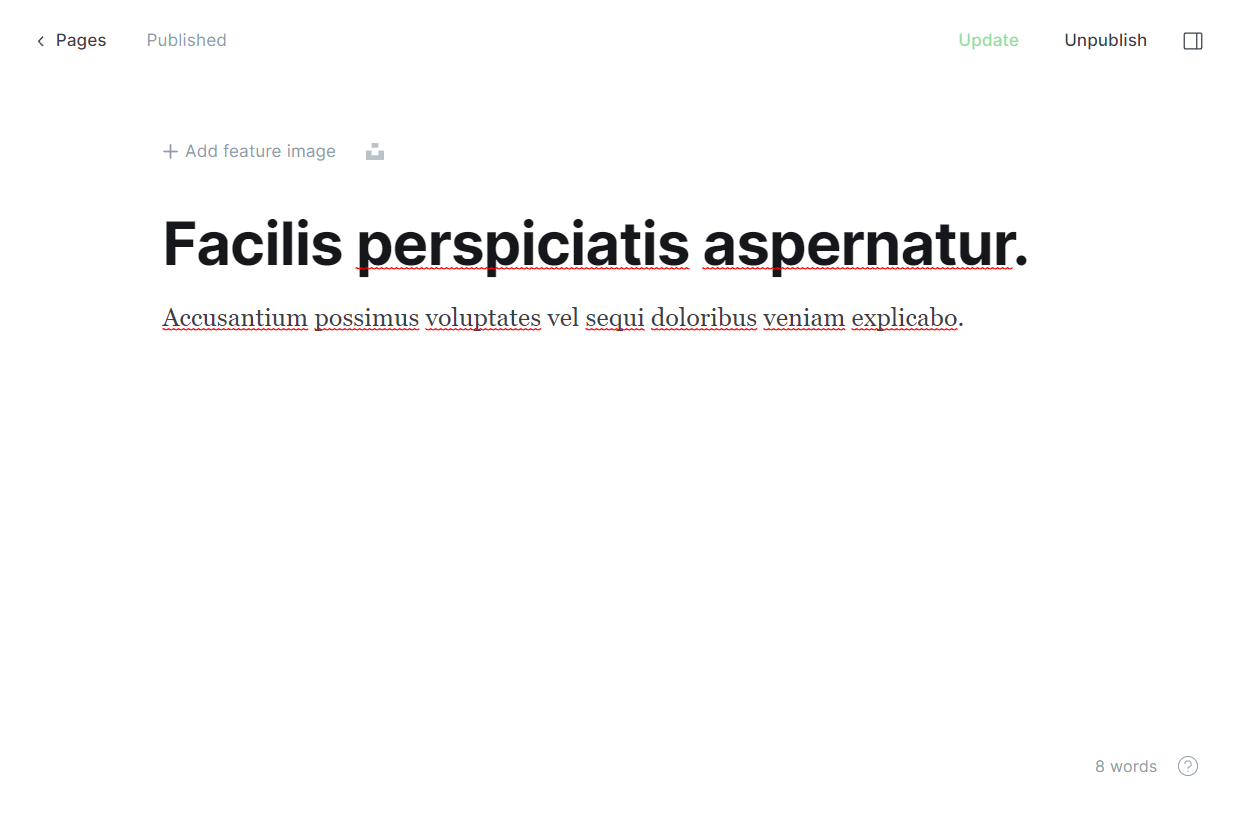 Pages Published Update Unpublish
Add feature image
Facilis perspiciatis aspernatur.
Accusantium possimus voluptates vel sequi doloribus veniam explicabo.
8 words ?